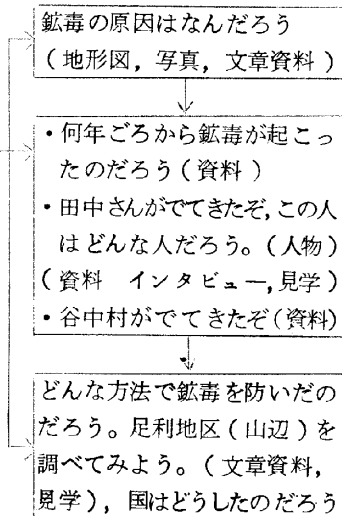 鉱毒の原因はなんだろう
(地形図，写真，文章資料)
・何年ごろから鉱毒が起こっ
たのだろう(資料)
・田中さんがでてきたぞ，この人
はどんな人だろう。(人物)
(資料 インタビュー，見学)
・谷中村がでてきたぞ(資料)
どんな方法で鉱毒を防いだの
だろう。足利地区(山辺)を
調べてみよう。(文章資料，
見学)，国はどうしたのだろう